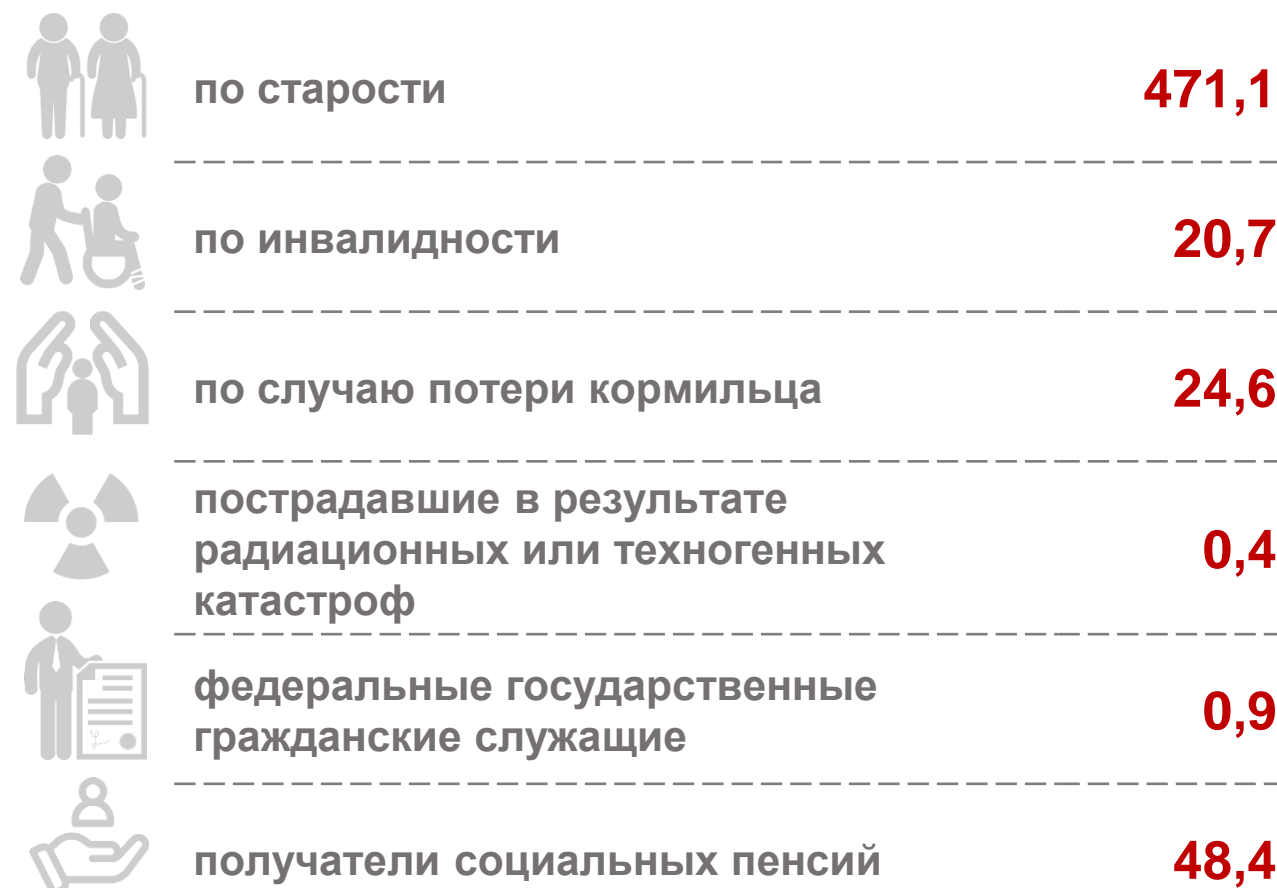 по старости 471,1
по инвалидности 20,7
по случаю потери кормильца 24,6
пострадавшие в результате
радиационных или техногенных
катастроф
0,4
федеральные государственные
гражданские служащие
0,9
получатели социальных пенсий 48,4